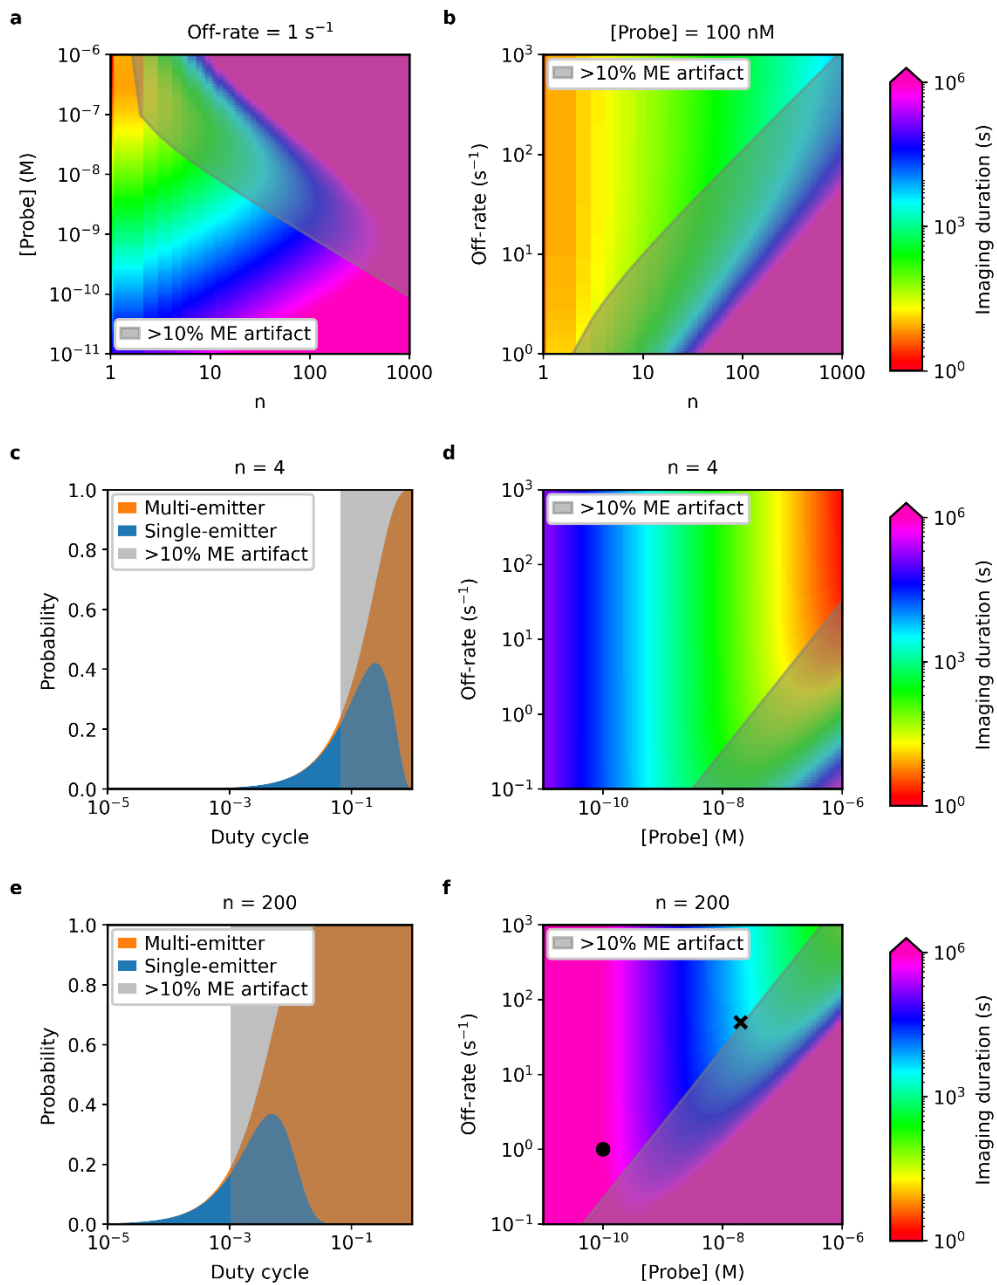 a
Off-rate = 1 s⁻¹
10⁻⁶
10⁻⁷
10⁻⁸
10⁻⁹
10⁻¹⁰
10⁻¹¹
[Probe] (M)
>10% ME artifact
1
10
100
1000
n
b
[Probe] = 100 nM
10³
10²
10¹
10⁰
Off-rate (s⁻¹)
>10% ME artifact
1
10
100
1000
n
10⁶
10³
10⁰
Imaging duration (s)
c
n = 4
1.0
0.8
0.6
0.4
0.2
0.0
Probability
Multi-emitter
Single-emitter
>10% ME artifact
10⁻⁵
10⁻³
10⁻¹
Duty cycle
d
n = 4
10³
10²
10¹
10⁰
10⁻¹
Off-rate (s⁻¹)
>10% ME artifact
10⁻¹⁰
10⁻⁸
10⁻⁶
[Probe] (M)
10⁶
10³
10⁰
Imaging duration (s)
e
n = 200
1.0
0.8
0.6
0.4
0.2
0.0
Probability
Multi-emitter
Single-emitter
>10% ME artifact
10⁻⁵
10⁻³
10⁻¹
Duty cycle
f
n = 200
10³
10²
10¹
10⁰
10⁻¹
Off-rate (s⁻¹)
>10% ME artifact
10⁻¹⁰
10⁻⁸
10⁻⁶
[Probe] (M)
10⁶
10³
10⁰
Imaging duration (s)